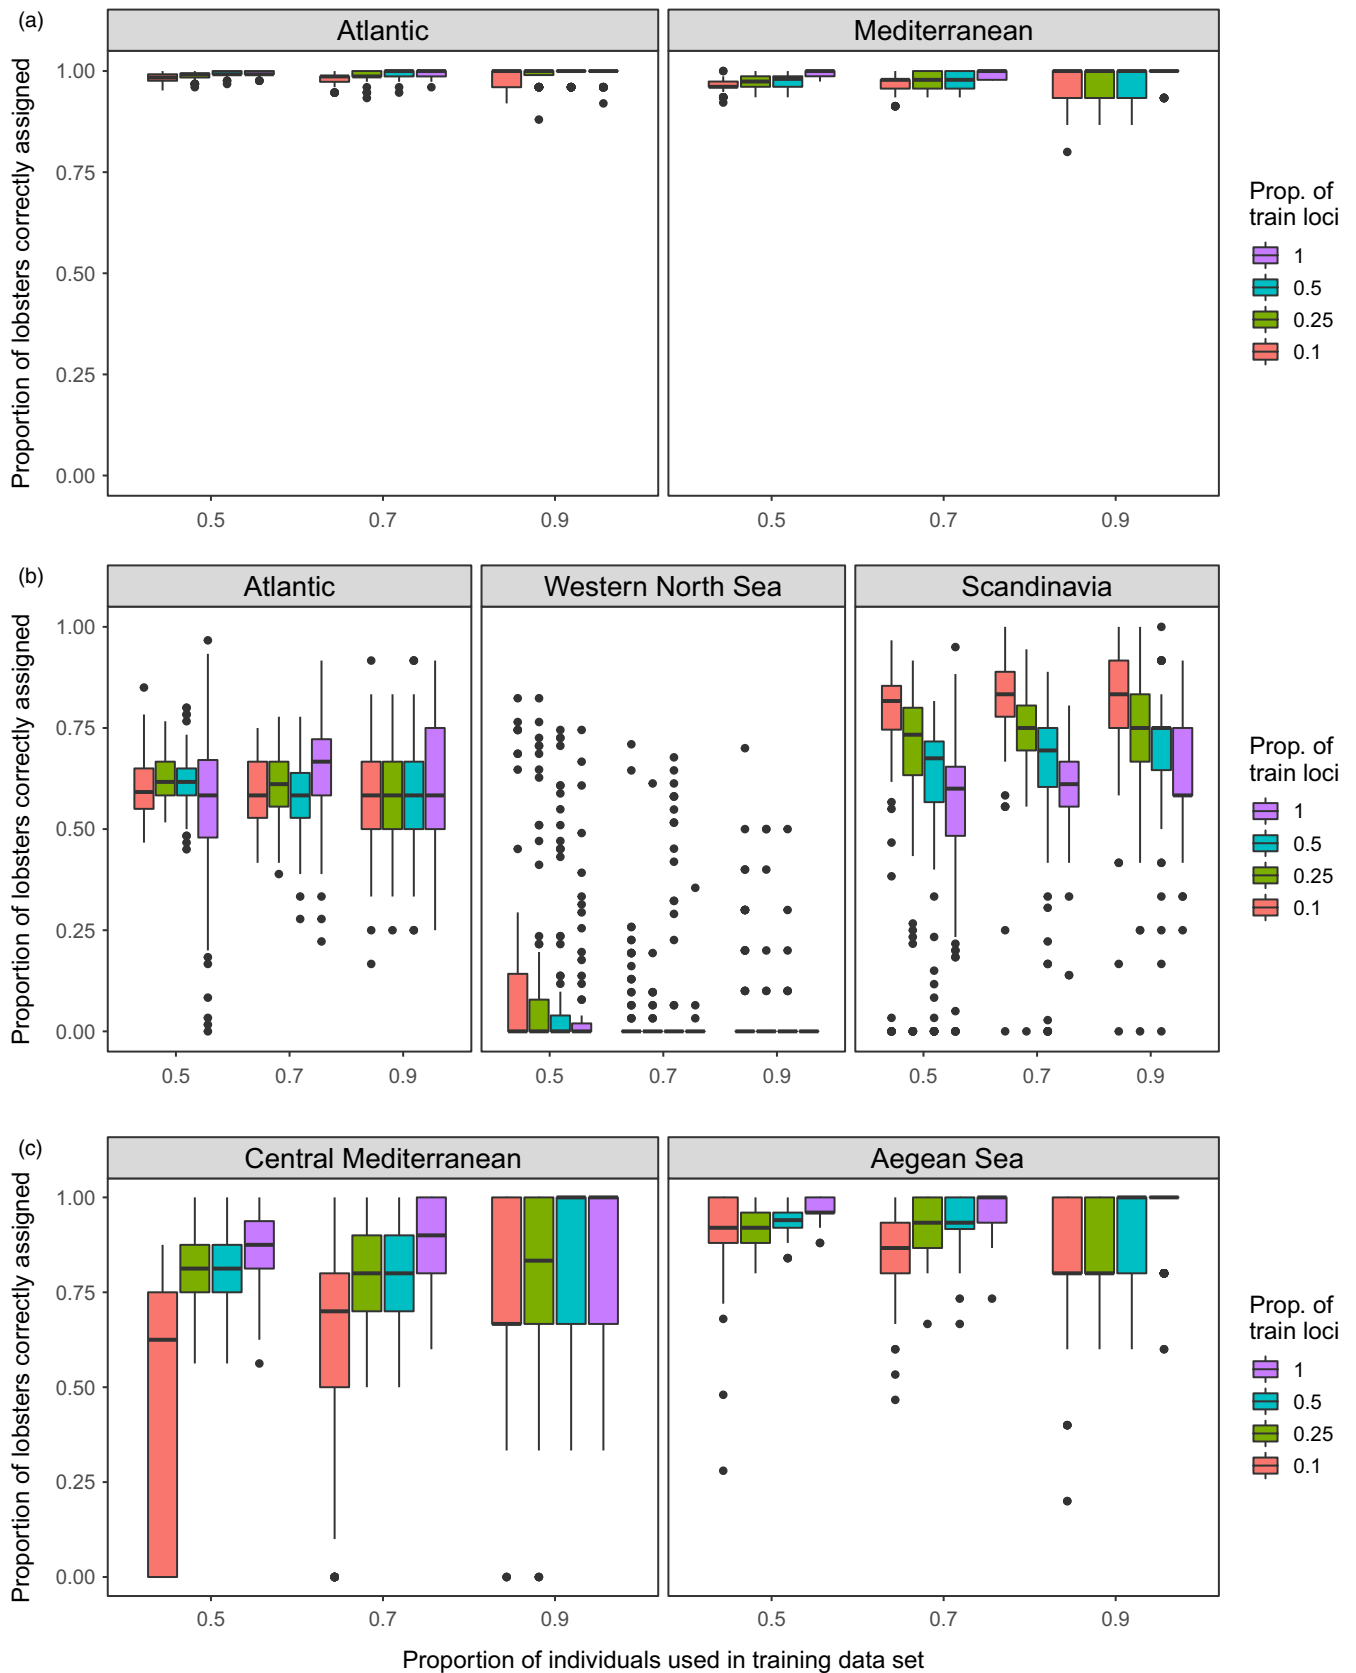 (a)
Atlantic
Mediterranean
Proportion of lobsters correctly assigned
1.00
0.75
0.50
0.25
0.00
0.5
0.7
0.9
0.5
0.7
0.9
Prop. of
train loci
1
0.5
0.25
0.1
(b)
Atlantic
Western North Sea
Scandinavia
Proportion of lobsters correctly assigned
1.00
0.75
0.50
0.25
0.00
0.5
0.7
0.9
0.5
0.7
0.9
0.5
0.7
0.9
Prop. of
train loci
1
0.5
0.25
0.1
(c)
Central Mediterranean
Aegean Sea
Proportion of lobsters correctly assigned
1.00
0.75
0.50
0.25
0.00
0.5
0.7
0.9
0.5
0.7
0.9
Prop. of
train loci
1
0.5
0.25
0.1
Proportion of individuals used in training data set